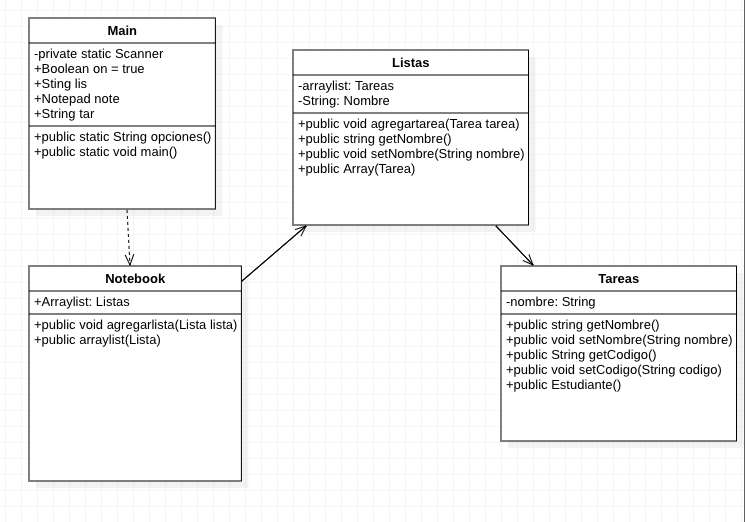 Main
-private static Scanner
+Boolean on = true
+Sting lis
+Notepad note
+String tar
+public static String opciones()
+public static void main()
Listas
-arraylist: Tareas
-String: Nombre
+public void agregartarea(Tarea tarea)
+public string getNombre()
+public void setNombre(String nombre)
+public Array(Tarea)
Notebook
+Arraylist: Listas
+public void agregarlista(Lista lista)
+public arraylist(Lista)
Tareas
-nombre: String
+public string getNombre()
+public void setNombre(String nombre)
+public String getCodigo()
+public void setCodigo(String codigo)
+public Estudiante()